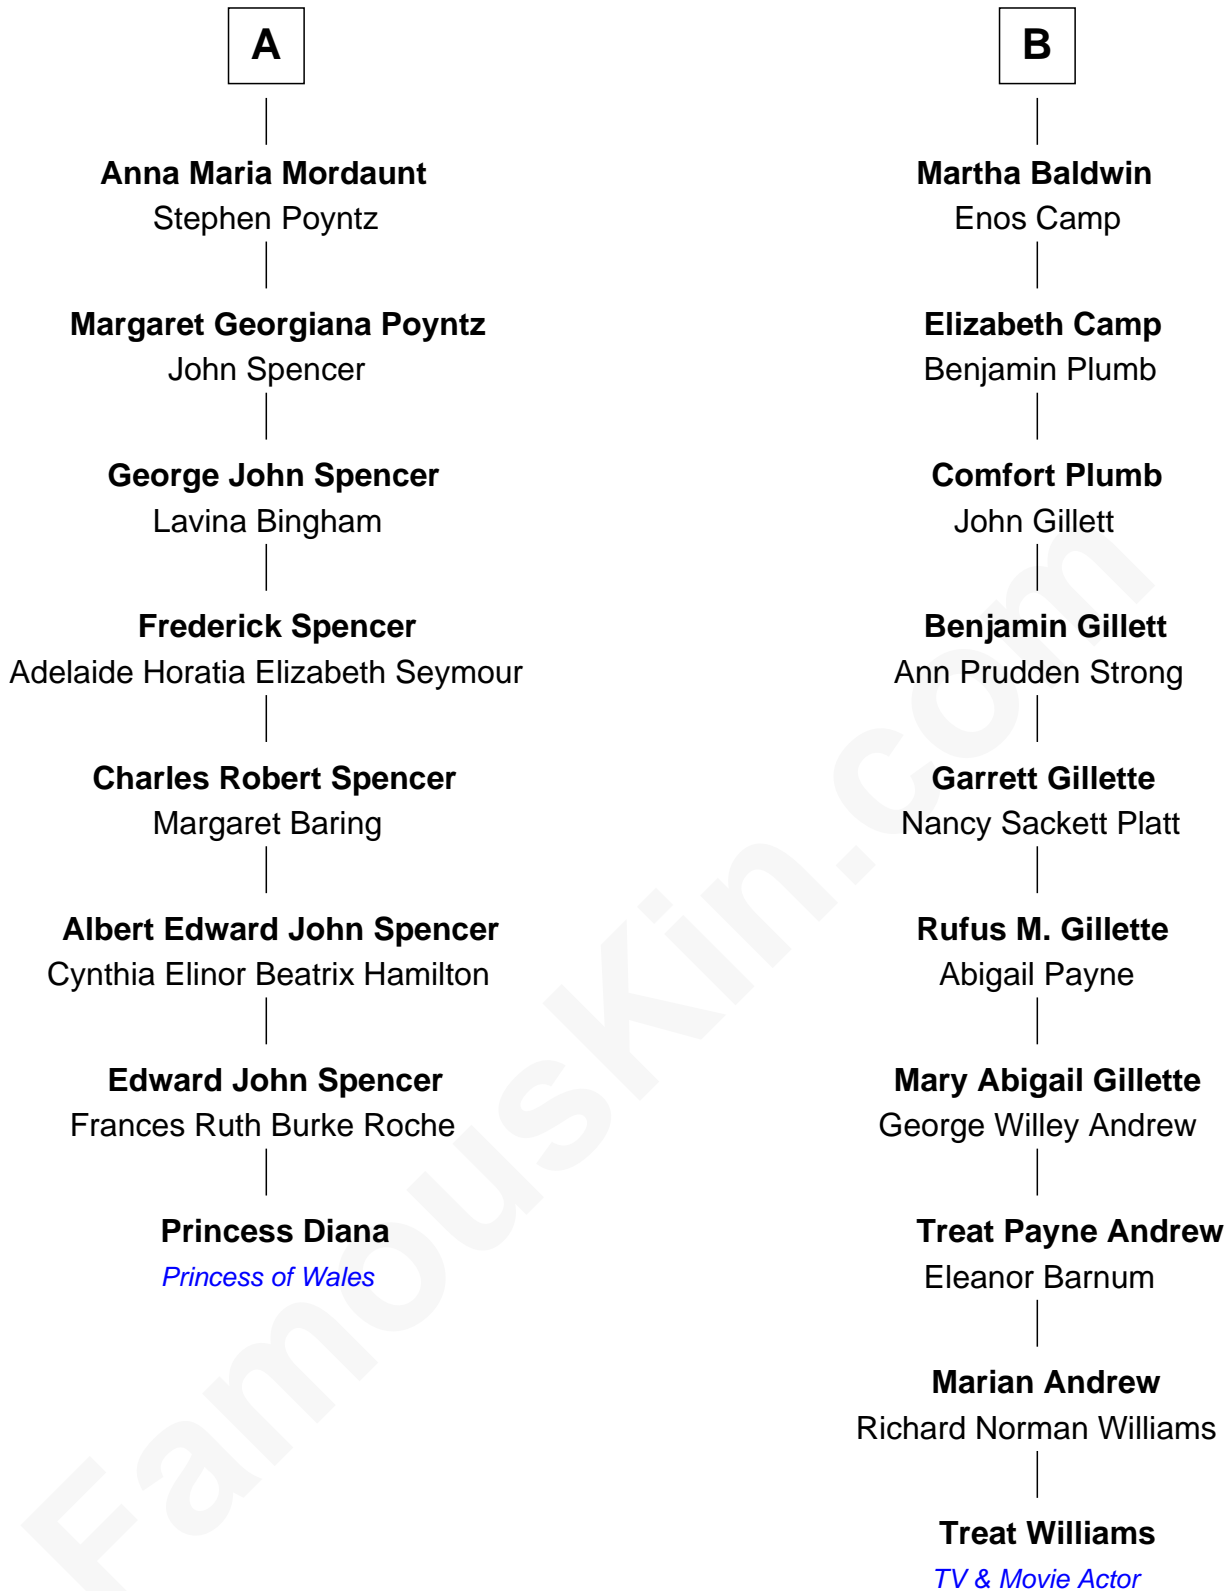 A
Anna Maria Mordaunt
Stephen Poyntz
Margaret Georgiana Poyntz
John Spencer
George John Spencer
Lavina Bingham
Frederick Spencer
Adelaide Horatia Elizabeth Seymour
Charles Robert Spencer
Margaret Baring
Albert Edward John Spencer
Cynthia Elinor Beatrix Hamilton
Edward John Spencer
Frances Ruth Burke Roche
Princess Diana
Princess of Wales
B
Martha Baldwin
Enos Camp
Elizabeth Camp
Benjamin Plumb
Comfort Plumb
John Gillett
Benjamin Gillett
Ann Prudden Strong
Garrett Gillette
Nancy Sackett Platt
Rufus M. Gillette
Abigail Payne
Mary Abigail Gillette
George Willey Andrew
Treat Payne Andrew
Eleanor Barnum
Marian Andrew
Richard Norman Williams
Treat Williams
TV & Movie Actor
FamousKin.com